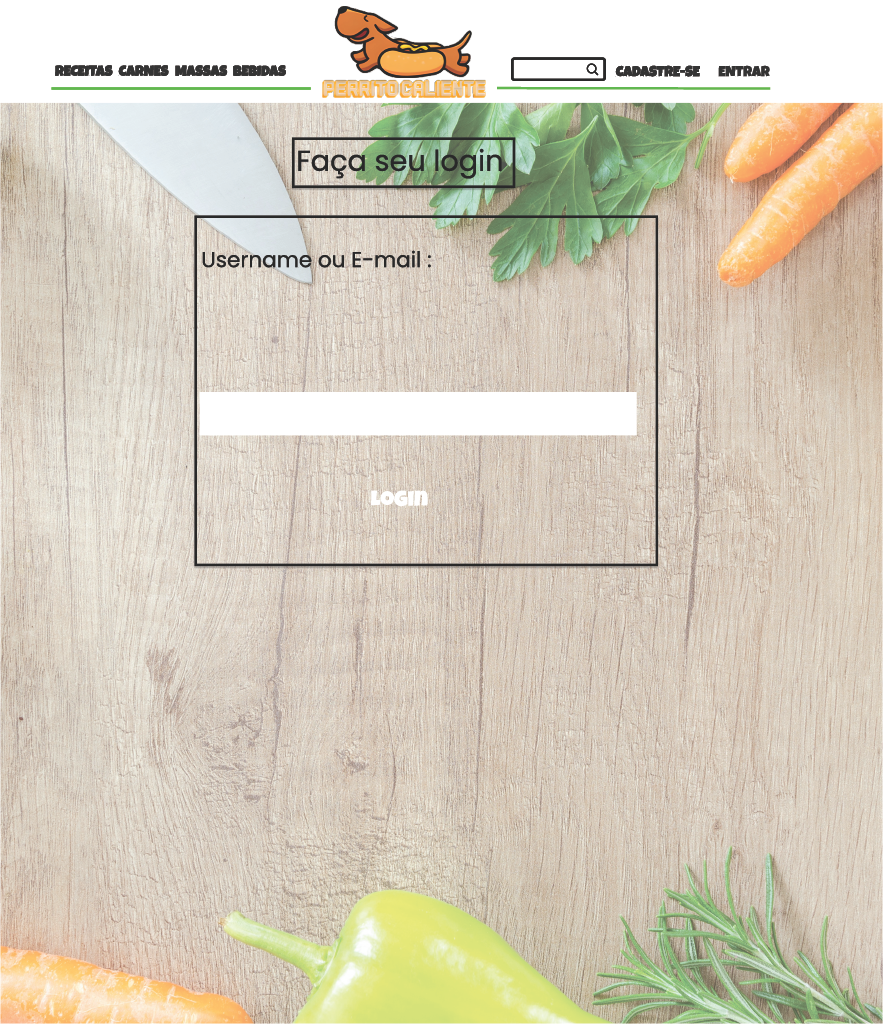 RECEITAS CARNES MASSAS BEBIDAS
PERRITO CALIENTE
CADASTRE-SE ENTRAR
Faça seu login
Username ou E-mail :
LOGIN